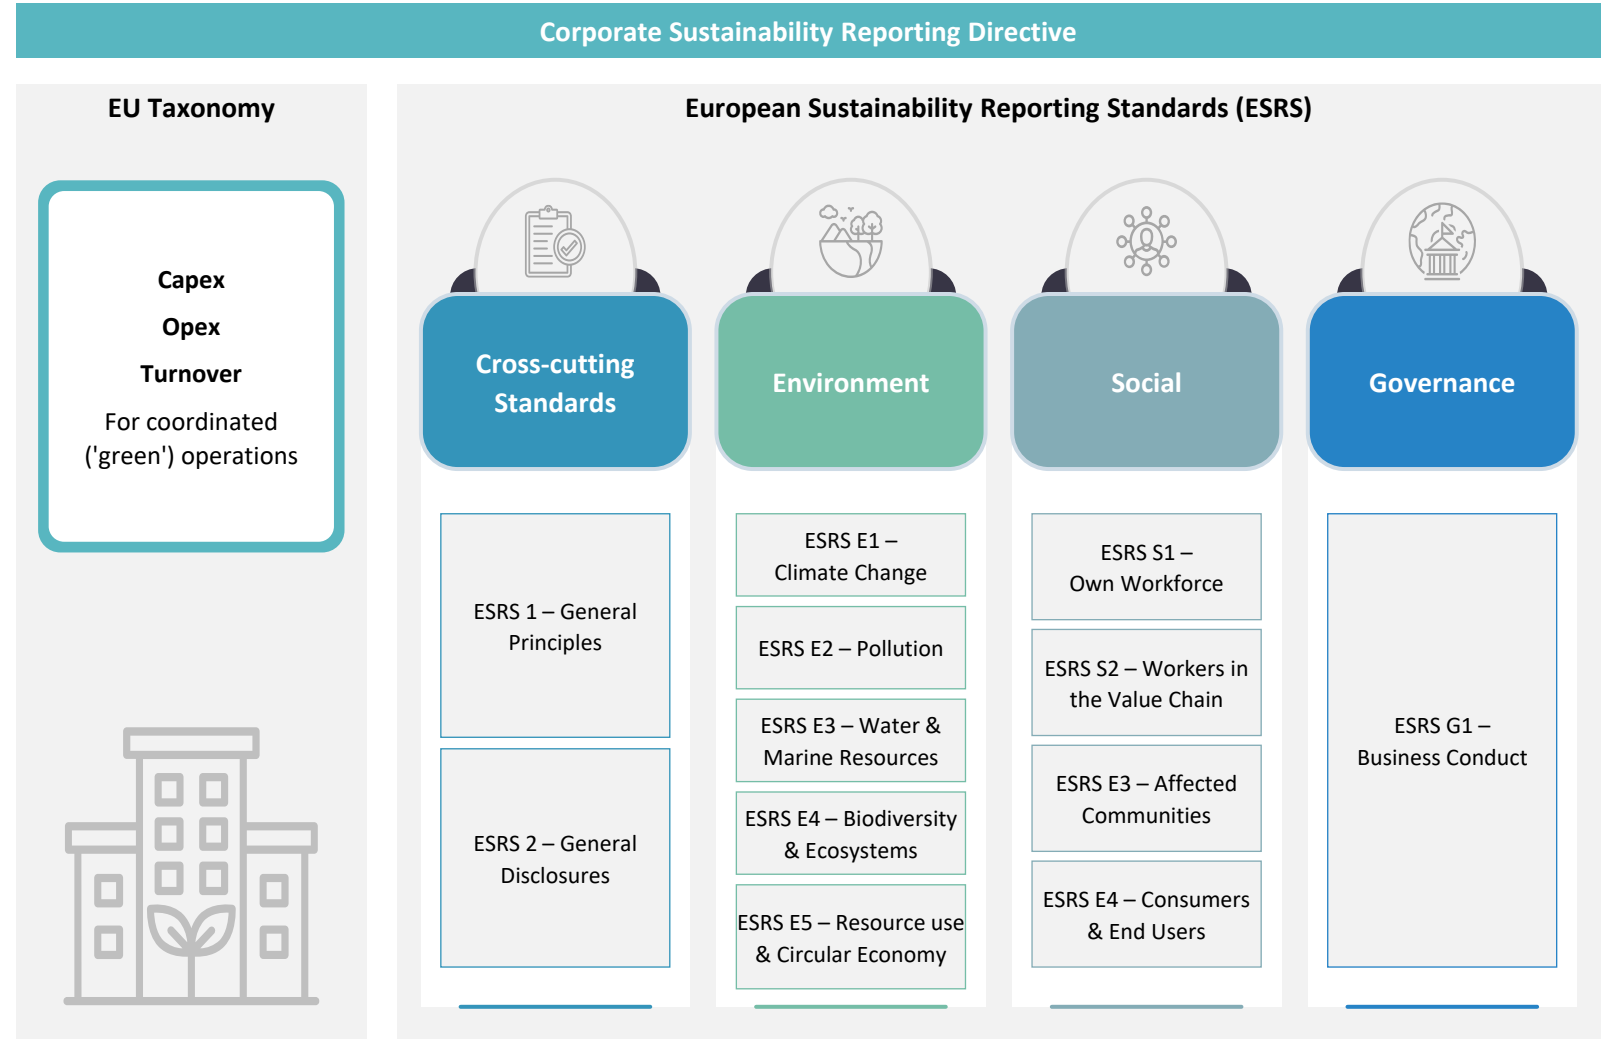 Corporate Sustainability Reporting Directive
EU Taxonomy
Capex
Opex
Turnover
For coordinated
('green') operations
European Sustainability Reporting Standards (ESRS)
Cross-cutting
Standards
ESRS 1 – General
Principles
ESRS 2 – General
Disclosures
Environment
ESRS E1 –
Climate Change
ESRS E2 – Pollution
ESRS E3 – Water &
Marine Resources
ESRS E4 – Biodiversity
& Ecosystems
ESRS E5 – Resource use
& Circular Economy
Social
ESRS S1 –
Own Workforce
ESRS S2 – Workers in
the Value Chain
ESRS E3 – Affected
Communities
ESRS E4 – Consumers
& End Users
Governance
ESRS G1 –
Business Conduct